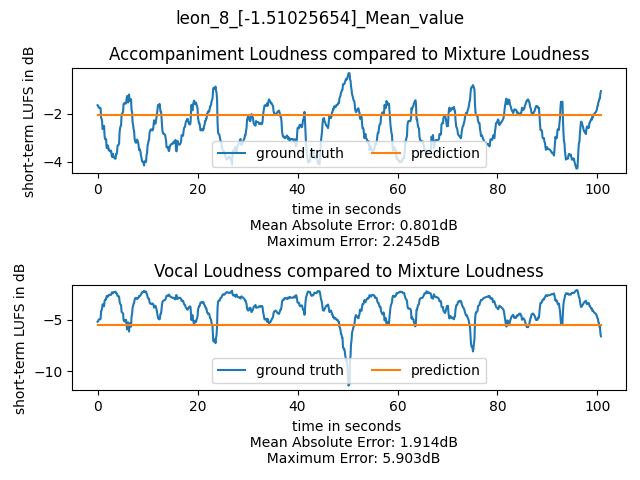 leon_8_[-1.51025654]_Mean_value
Accompaniment Loudness compared to Mixture Loudness
short-term LUFS in dB
−2
−4
ground truth
prediction
0 20 40 60 80 100
time in seconds
Mean Absolute Error: 0.801dB
Maximum Error: 2.245dB
Vocal Loudness compared to Mixture Loudness
short-term LUFS in dB
−5
−10
ground truth
prediction
0 20 40 60 80 100
time in seconds
Mean Absolute Error: 1.914dB
Maximum Error: 5.903dB